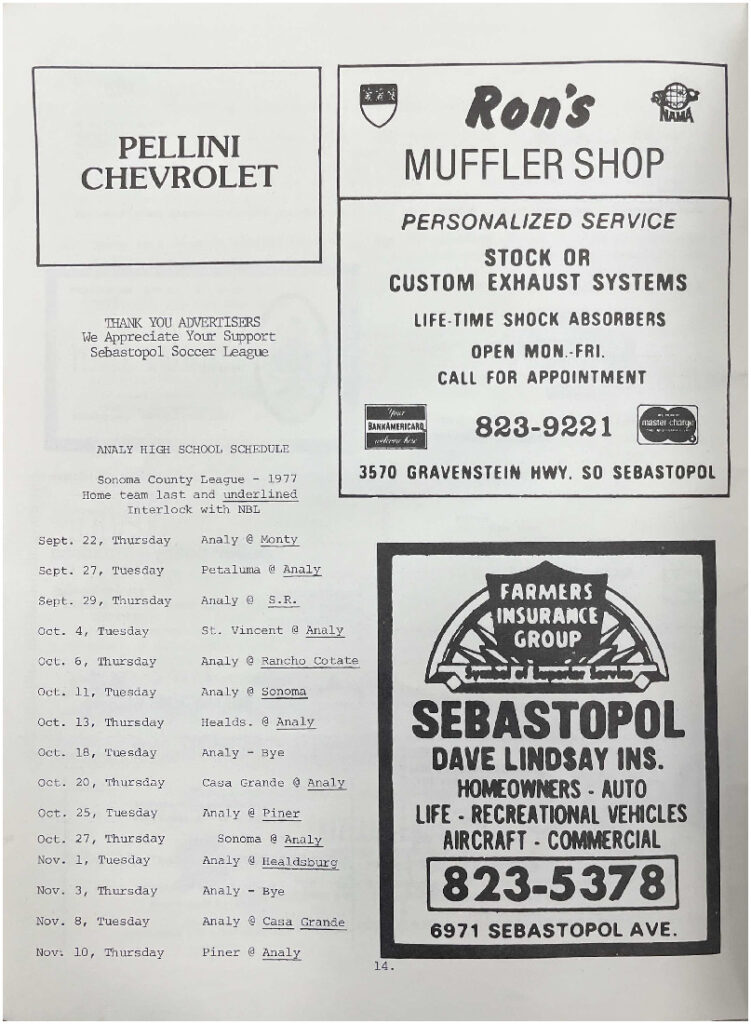 PELLINI
CHEVROLET
THANK YOU ADVERTISERS
We Appreciate Your Support
Sebastopol Soccer League
ANALY HIGH SCHOOL SCHEDULE
Sonoma County League - 1977
Home team last and underlined
Interlock with NBL
Sept. 22, Thursday Analy @ Monty
Sept. 27, Tuesday Petaluma @ Analy
Sept. 29, Thursday Analy @ S.R.
Oct. 4, Tuesday St. Vincent @ Analy
Oct. 6, Thursday Analy @ Rancho Cotate
Oct. 11, Tuesday Analy @ Sonoma
Oct. 13, Thursday Healds. @ Analy
Oct. 18, Tuesday Analy - Bye
Oct. 20, Thursday Casa Grande @ Analy
Oct. 25, Tuesday Analy @ Piner
Oct. 27, Thursday Sonoma @ Analy
Nov. 1, Tuesday Analy @ Healdsburg
Nov. 3, Thursday Analy - Bye
Nov. 8, Tuesday Analy @ Casa Grande
Nov. 10, Thursday Piner @ Analy
Ron's
NAMA
MUFFLER SHOP
PERSONALIZED SERVICE
STOCK OR
CUSTOM EXHAUST SYSTEMS
LIFE-TIME SHOCK ABSORBERS
OPEN MON.-FRI.
CALL FOR APPOINTMENT
Your
BANKAMERICARD
welcome here
823-9221
master charge
3570 GRAVENSTEIN HWY. SO SEBASTOPOL
FARMERS
INSURANCE
GROUP
Symbol of Superior Service
SEBASTOPOL
DAVE LINDSAY INS.
HOMEOWNERS - AUTO
LIFE - RECREATIONAL VEHICLES
AIRCRAFT - COMMERCIAL
823-5378
6971 SEBASTOPOL AVE.
14.